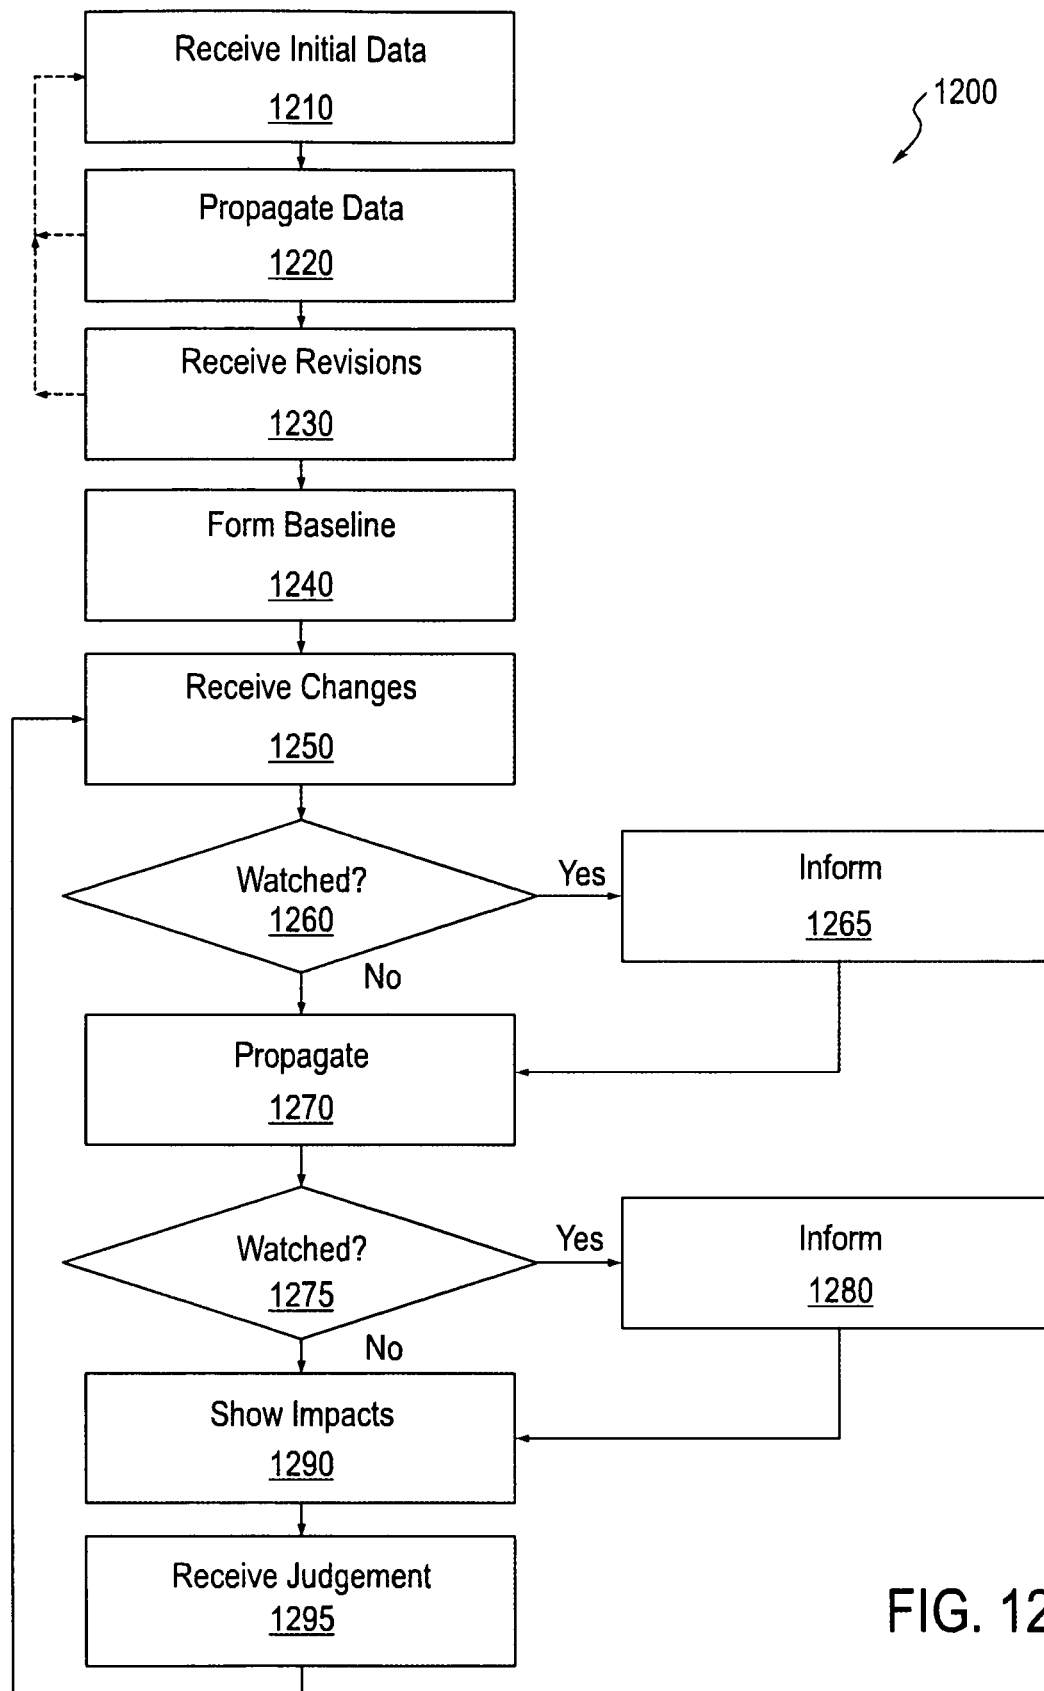 Receive Initial Data
1210
1200
Propagate Data
1220
Receive Revisions
1230
Form Baseline
1240
Receive Changes
1250
Watched?
1260
Yes
Inform
1265
No
Propagate
1270
Watched?
1275
Yes
Inform
1280
No
Show Impacts
1290
Receive Judgement
1295
FIG. 12